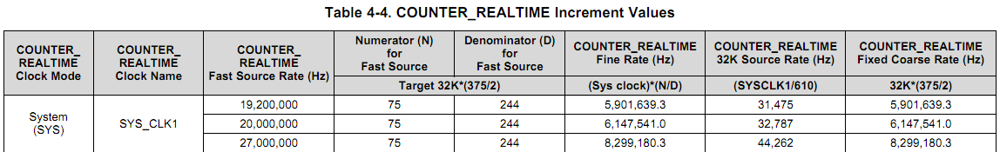 Table 4-4. COUNTER_REALTIME Increment Values
COUNTER_
REALTIME
Clock Mode
COUNTER_
REALTIME
Clock Name
COUNTER_
REALTIME
Fast Source Rate (Hz)
Numerator (N)
for
Fast Source
Denominator (D)
for
Fast Source
COUNTER_REALTIME
Fine Rate (Hz)
COUNTER_REALTIME
32K Source Rate (Hz)
COUNTER_REALTIME
Fixed Coarse Rate (Hz)
Target 32K*(375/2)
(Sys clock)*(N/D)
(SYSCLK1/610)
32K*(375/2)
System
(SYS)
SYS_CLK1
19,200,000 75 244 5,901,639.3 31,475 5,901,639.3
20,000,000 75 244 6,147,541.0 32,787 6,147,541.0
27,000,000 75 244 8,299,180.3 44,262 8,299,180.3